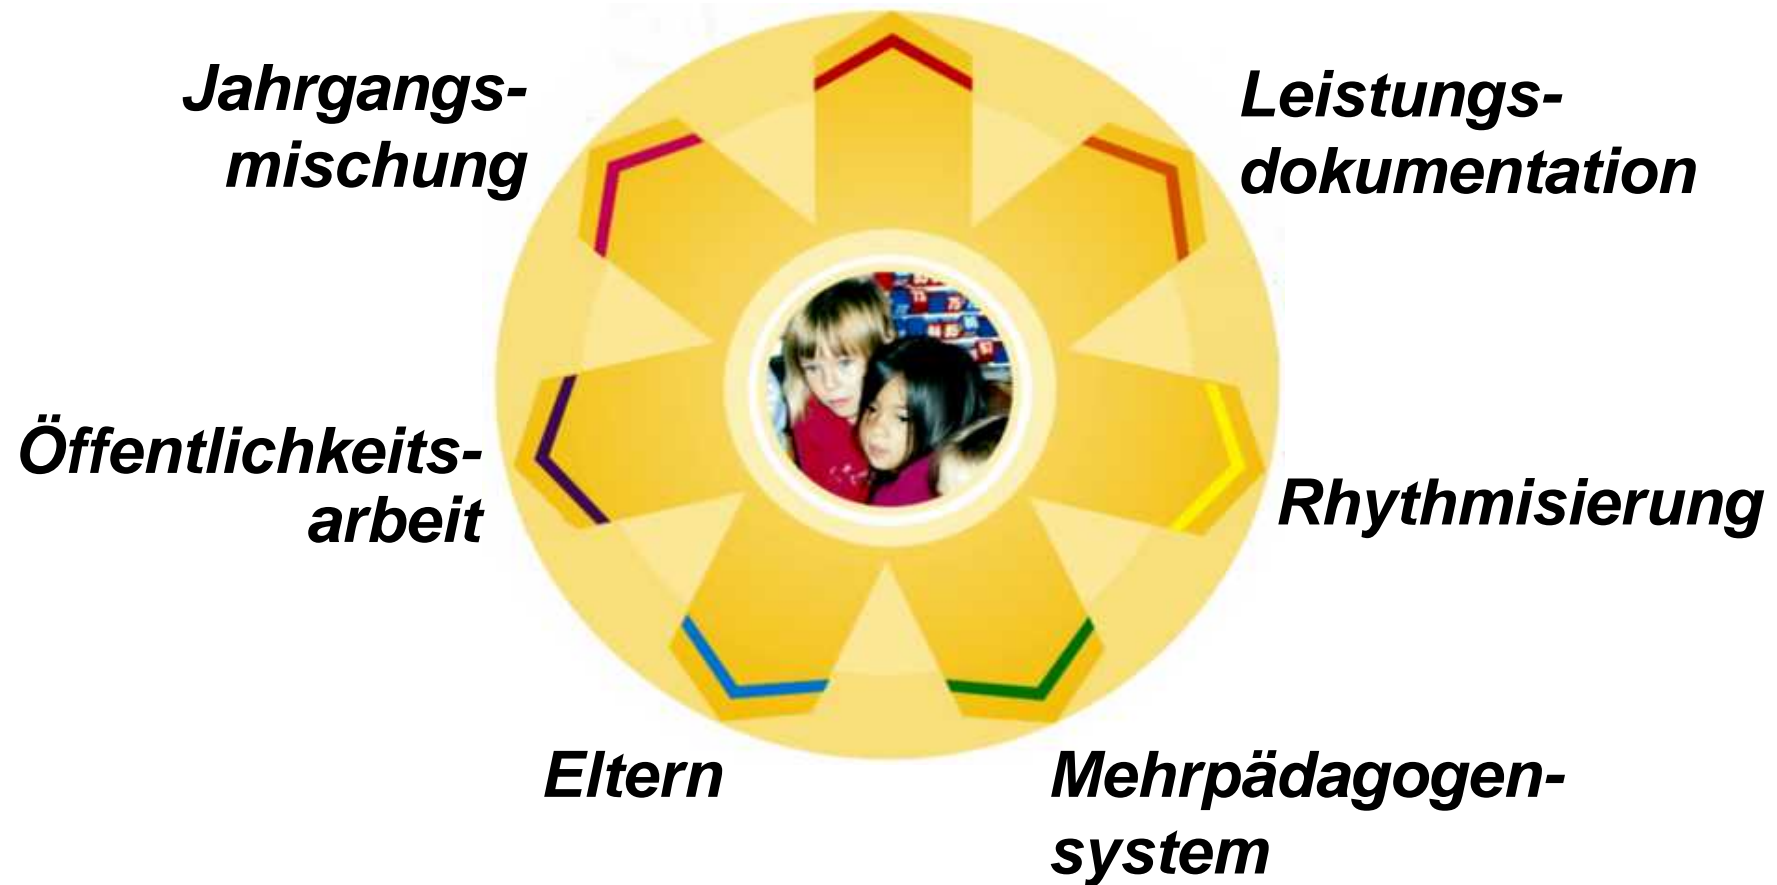 Jahrgangs-
mischung
Leistungs-
dokumentation
Öffentlichkeits-
arbeit
Rhythmisierung
Eltern
Mehrpädagogen-
system